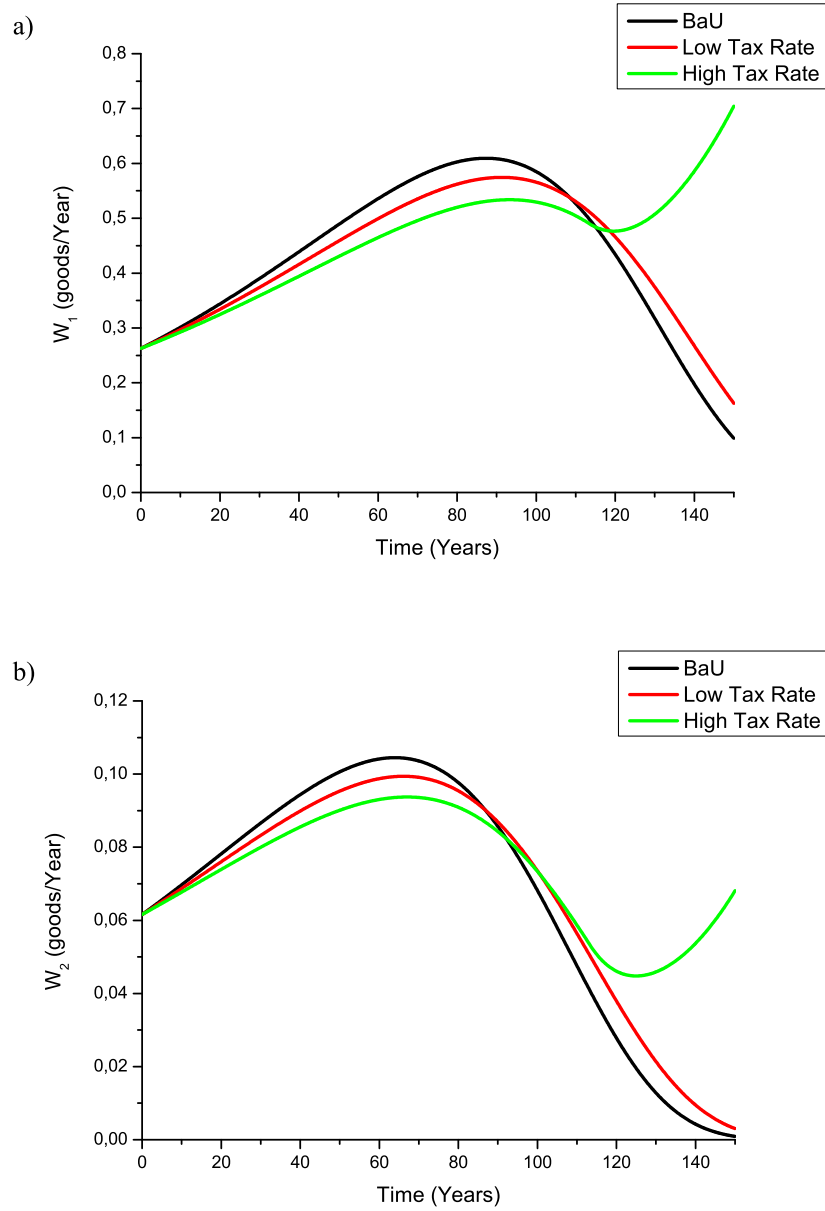 a)
BaU
Low Tax Rate
High Tax Rate
0,8
0,7
0,6
0,5
0,4
0,3
0,2
0,1
0,0
W1 (goods/Year)
0 20 40 60 80 100 120 140
Time (Years)
b)
BaU
Low Tax Rate
High Tax Rate
0,12
0,10
0,08
0,06
0,04
0,02
0,00
W2 (goods/Year)
0 20 40 60 80 100 120 140
Time (Years)